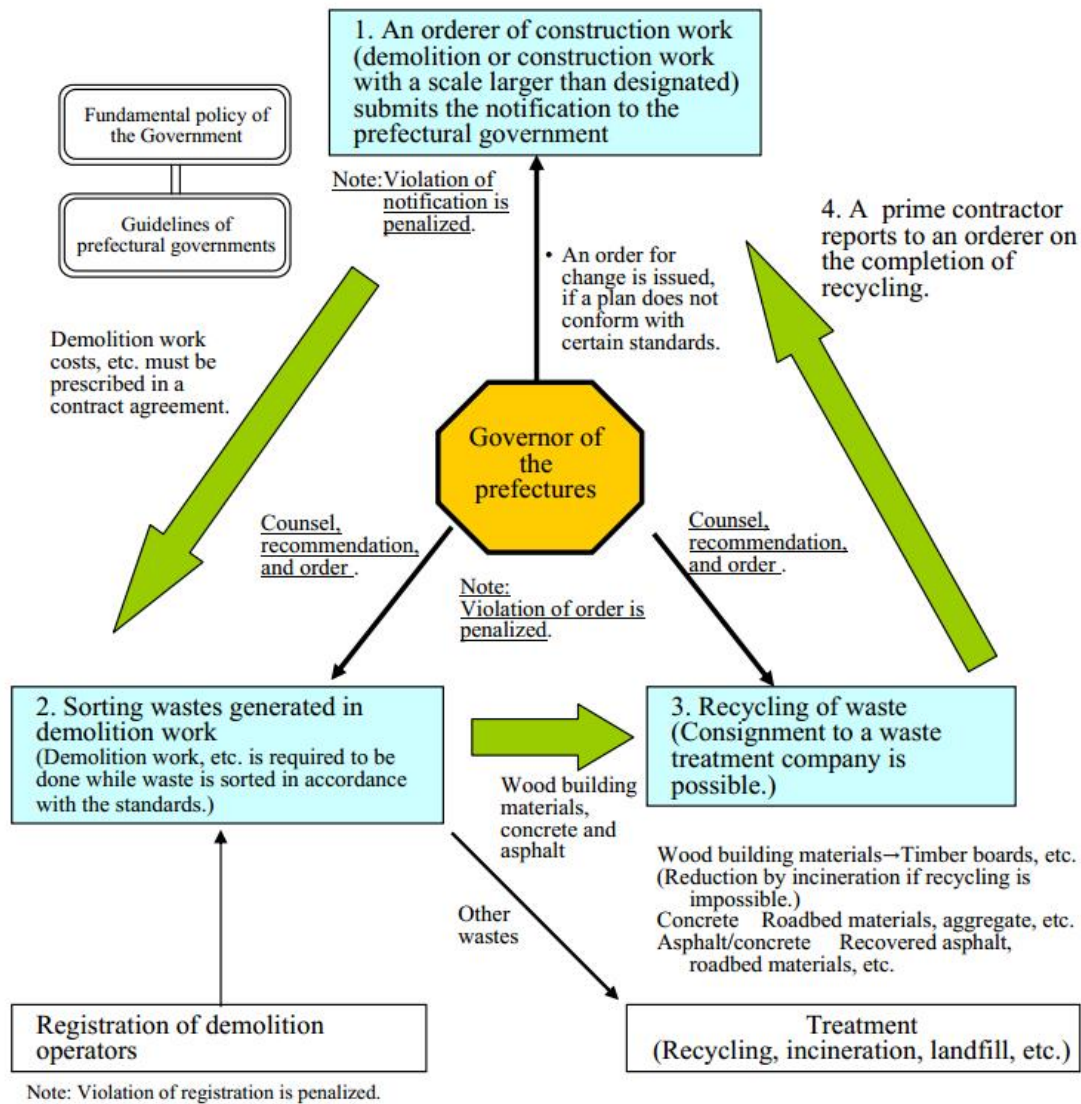 1. An orderer of construction work
(demolition or construction work
with a scale larger than designated)
submits the notification to the
prefectural government
Fundamental policy of
the Government
Guidelines of
prefectural governments
Note:Violation of
notification is
penalized.
• An order for
change is issued,
if a plan does not
conform with
certain standards.
4. A prime contractor
reports to an orderer on
the completion of
recycling.
Demolition work
costs, etc. must be
prescribed in a
contract agreement.
Governor of
the
prefectures
Counsel,
recommendation,
and order .
Note:
Violation of order is
penalized.
Counsel,
recommendation,
and order .
2. Sorting wastes generated in
demolition work
(Demolition work, etc. is required to be
done while waste is sorted in accordance
with the standards.)
Wood building
materials,
concrete and
asphalt
3. Recycling of waste
(Consignment to a waste
treatment company is
possible.)
Wood building materials→Timber boards, etc.
(Reduction by incineration if recycling is
impossible.)
Concrete Roadbed materials, aggregate, etc.
Asphalt/concrete Recovered asphalt,
roadbed materials, etc.
Other
wastes
Registration of demolition
operators
Treatment
(Recycling, incineration, landfill, etc.)
Note: Violation of registration is penalized.